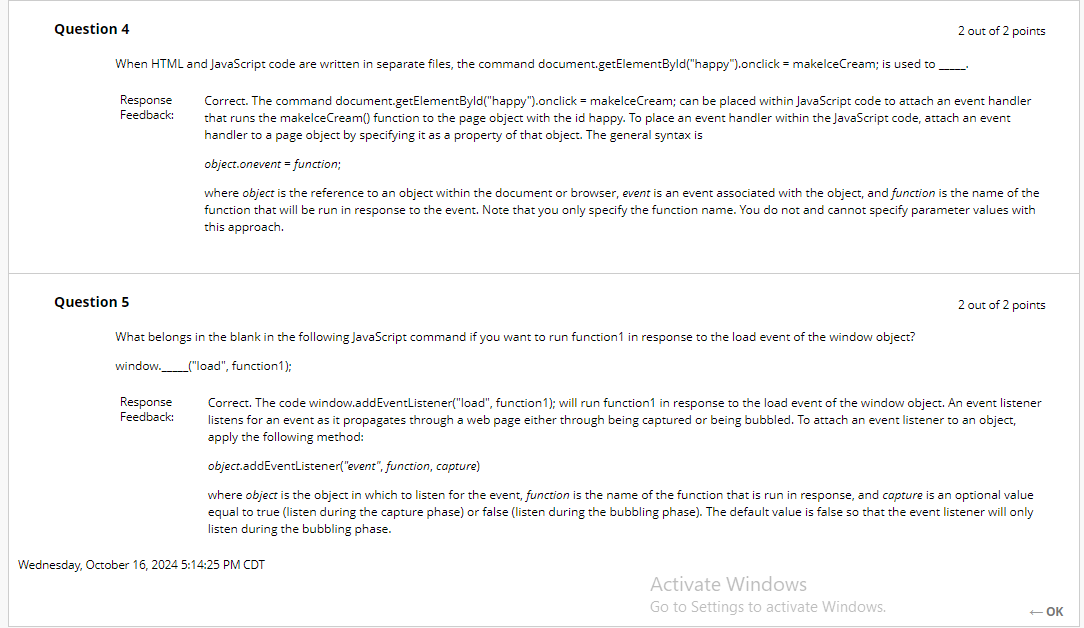 Question 4
2 out of 2 points
When HTML and JavaScript code are written in separate files, the command document.getElementById("happy").onclick = makeIceCream; is used to _____.
Response
Feedback:
Correct. The command document.getElementById("happy").onclick = makeIceCream; can be placed within JavaScript code to attach an event handler
that runs the makeIceCream() function to the page object with the id happy. To place an event handler within the JavaScript code, attach an event
handler to a page object by specifying it as a property of that object. The general syntax is
object.onevent = function;
where object is the reference to an object within the document or browser, event is an event associated with the object, and function is the name of the
function that will be run in response to the event. Note that you only specify the function name. You do not and cannot specify parameter values with
this approach.
Question 5
2 out of 2 points
What belongs in the blank in the following JavaScript command if you want to run function1 in response to the load event of the window object?
window._____("load", function1);
Response
Feedback:
Correct. The code window.addEventListener("load", function1); will run function1 in response to the load event of the window object. An event listener
listens for an event as it propagates through a web page either through being captured or being bubbled. To attach an event listener to an object,
apply the following method:
object.addEventListener("event", function, capture)
where object is the object in which to listen for the event, function is the name of the function that is run in response, and capture is an optional value
equal to true (listen during the capture phase) or false (listen during the bubbling phase). The default value is false so that the event listener will only
listen during the bubbling phase.
Wednesday, October 16, 2024 5:14:25 PM CDT
Activate Windows
Go to Settings to activate Windows.
← OK